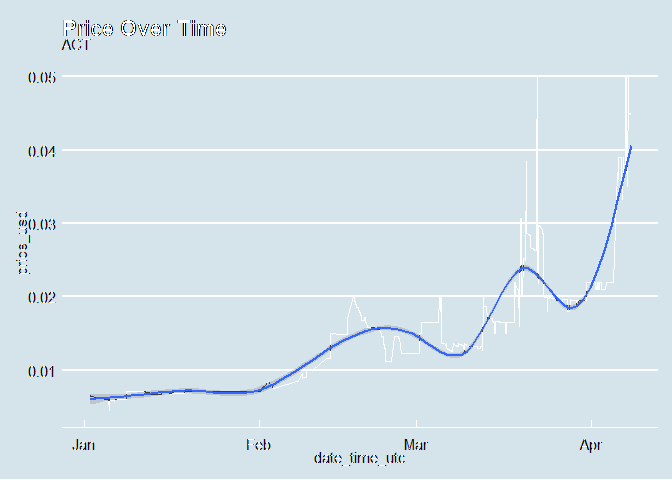 Price Over Time
ACT
0.05
0.04
0.03
0.02
0.01
price_usd
Jan Feb Mar Apr
date_time_utc